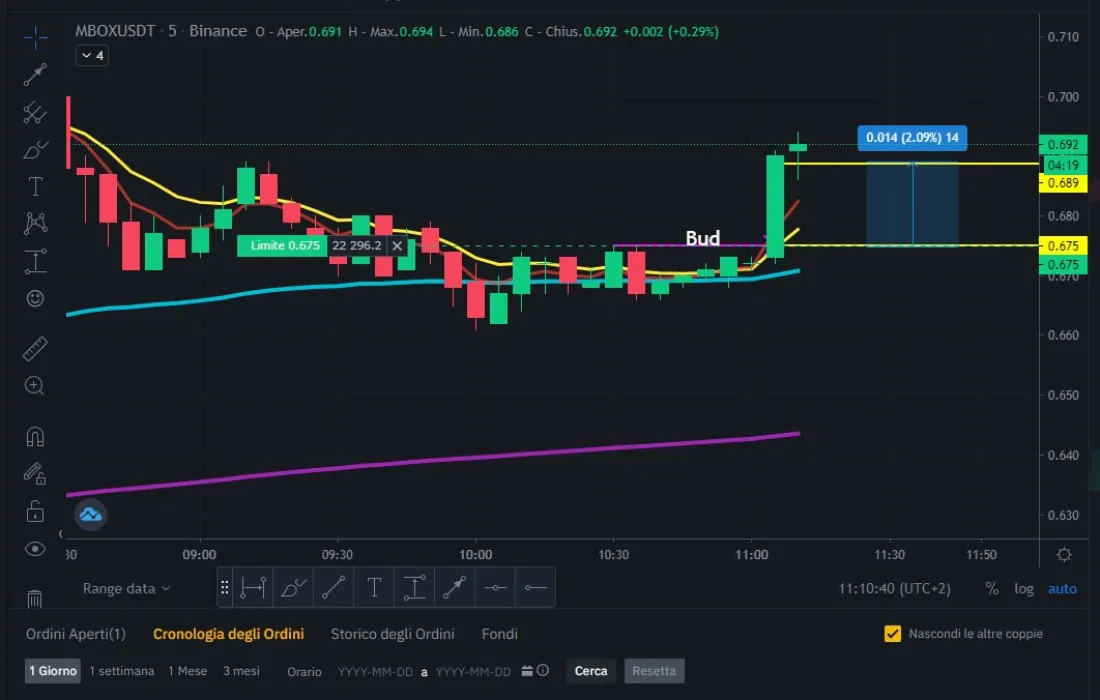 MBOXUSDT · 5 · Binance O - Aper.0.691 H - Max.0.694 L - Min.0.686 C - Chius.0.692 +0.002 (+0.29%)
4
0.710
0.700
0.014 (2.09%) 14
0.692
04:19
0.689
0.680
Bud
Limite 0.675 22 296.2
0.675
0.675
0.670
0.660
0.650
0.640
0.630
:30 09:00 09:30 10:00 10:30 11:00 11:30 11:50
Range data
T
11:10:40 (UTC+2) % log auto
Ordini Aperti(1) Cronologia degli Ordini Storico degli Ordini Fondi
Nascondi le altre coppie
1 Giorno 1 settimana 1 Mese 3 mesi Orario YYYY-MM-DD a YYYY-MM-DD Cerca Resetta